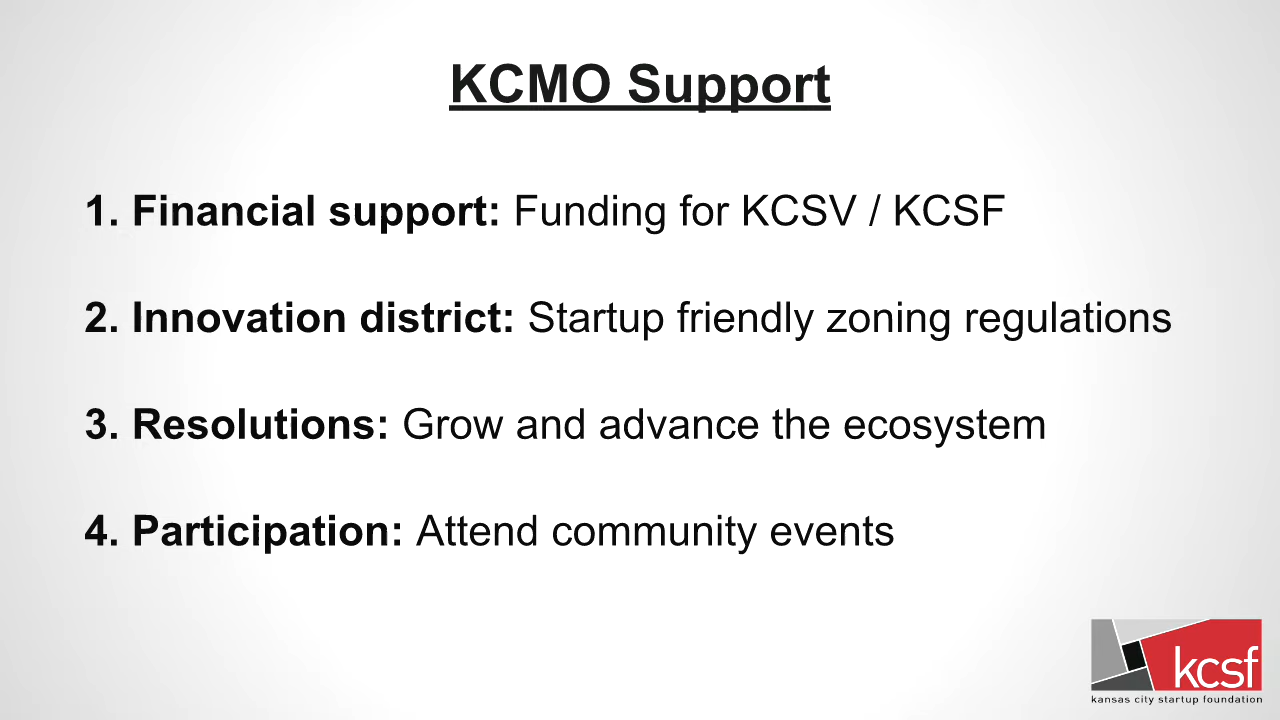 KCMO Support
1. Financial support: Funding for KCSV / KCSF
2. Innovation district: Startup friendly zoning regulations
3. Resolutions: Grow and advance the ecosystem
4. Participation: Attend community events
kcsf
kansas city startup foundation